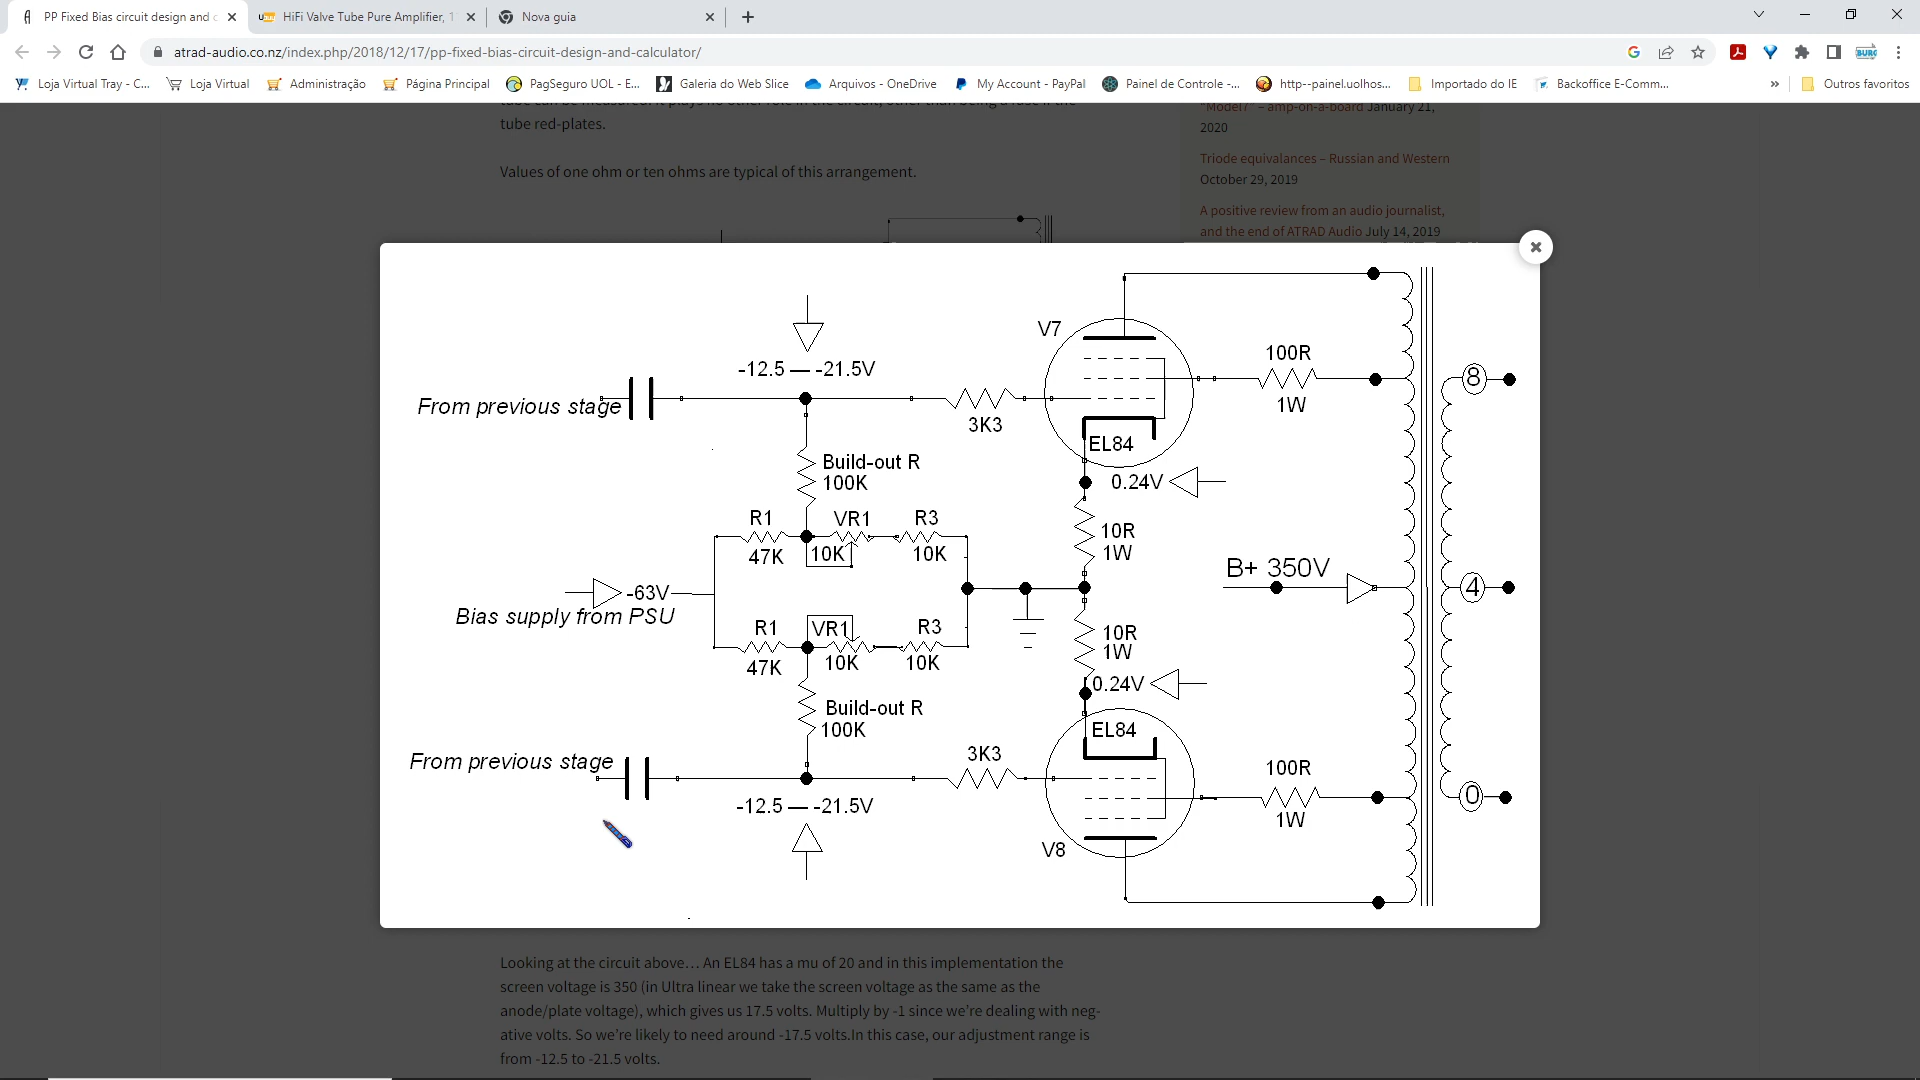 PP Fixed Bias circuit design and c
HiFi Valve Tube Pure Amplifier, 1
Nova guia
atrad-audio.co.nz/index.php/2018/12/17/pp-fixed-bias-circuit-design-and-calculator/
Loja Virtual Tray - C...
Loja Virtual
Administração
Página Principal
PagSeguro UOL - E...
Galeria do Web Slice
Arquivos - OneDrive
My Account - PayPal
Painel de Controle -...
http--painel.uolhos...
Importado do IE
Backoffice E-Comm...
»
Outros favoritos
"Model7" – amp-on-a-board January 21,
2020
tube red-plates.
Triode equivalances – Russian and Western
October 29, 2019
Values of one ohm or ten ohms are typical of this arrangement.
A positive review from an audio journalist,
and the end of ATRAD Audio July 14, 2019
V7
100R
1W
8
-12.5 — -21.5V
From previous stage
3K3
EL84
Build-out R
100K
0.24V
R1
VR1
R3
47K
10K
10K
10R
1W
B+ 350V
-63V
Bias supply from PSU
4
R1
VR1
R3
47K
10K
10K
10R
1W
0.24V
Build-out R
100K
EL84
From previous stage
3K3
100R
1W
0
-12.5 — -21.5V
V8
Looking at the circuit above… An EL84 has a mu of 20 and in this implementation the
screen voltage is 350 (in Ultra linear we take the screen voltage as the same as the
anode/plate voltage), which gives us 17.5 volts. Multiply by -1 since we’re dealing with neg-
ative volts. So we’re likely to need around -17.5 volts.In this case, our adjustment range is
from -12.5 to -21.5 volts.